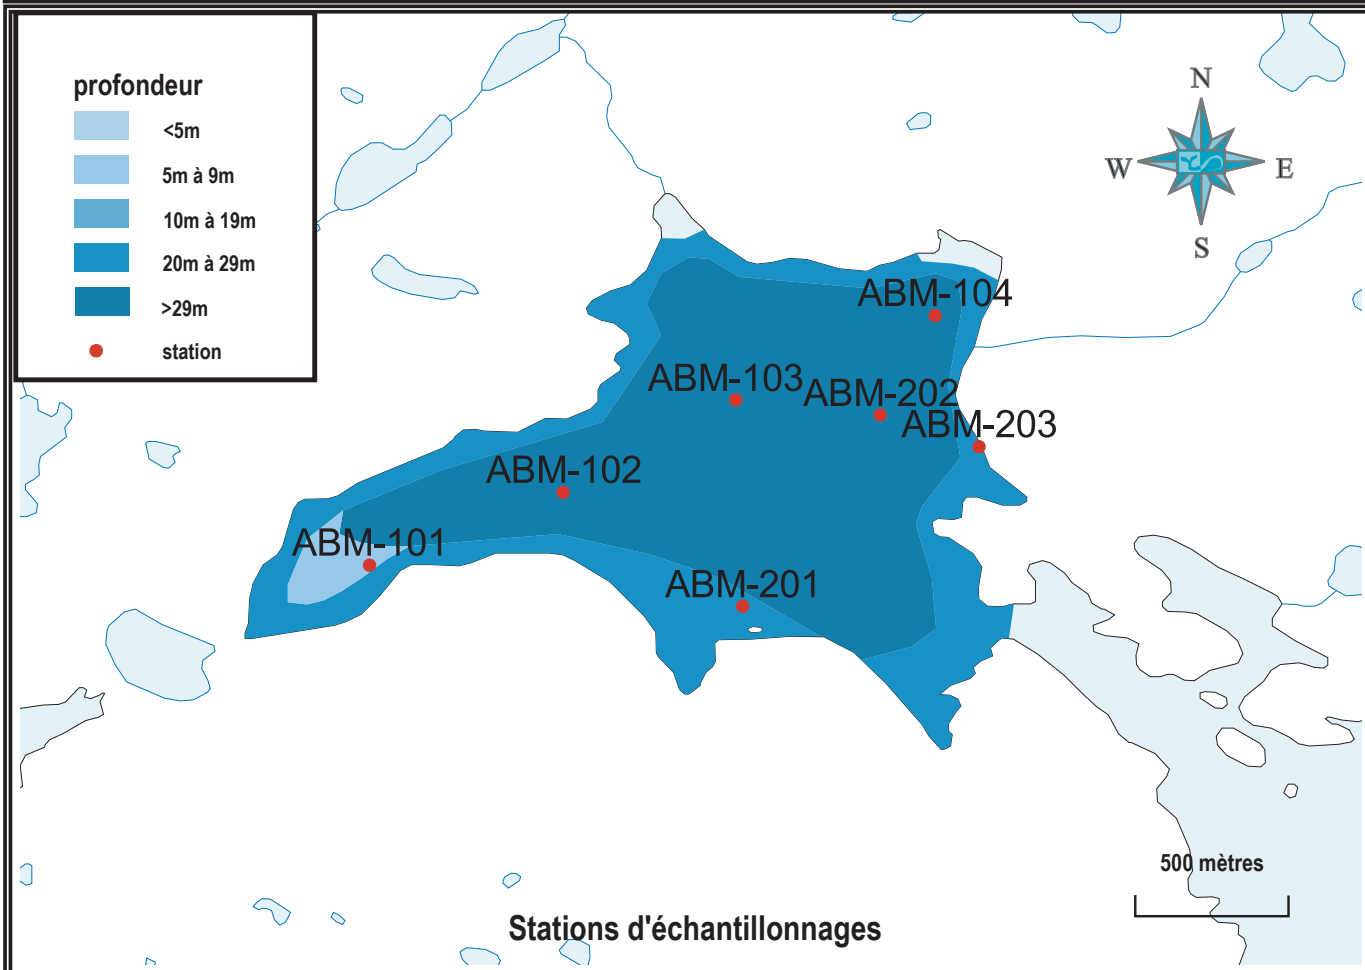 profondeur
<5m
5m à 9m
10m à 19m
20m à 29m
>29m
station
N
W
E
S
ABM-104
ABM-103
ABM-202
ABM-203
ABM-102
ABM-101
ABM-201
500 mètres
Stations d'échantillonnages